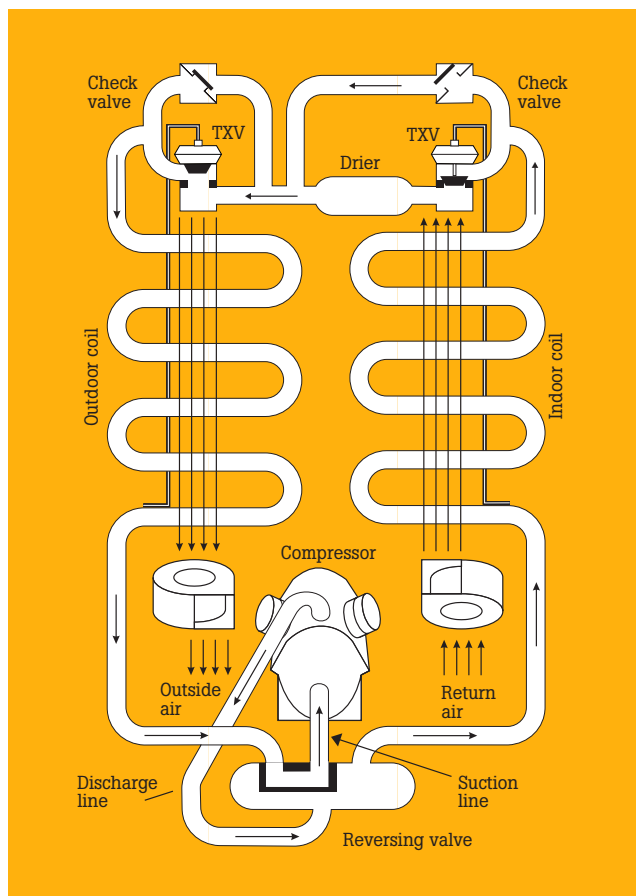 Check
valve
Check
valve
TXV
TXV
Drier
Outdoor coil
Indoor coil
Compressor
Outside
air
Return
air
Discharge
line
Suction
line
Reversing valve